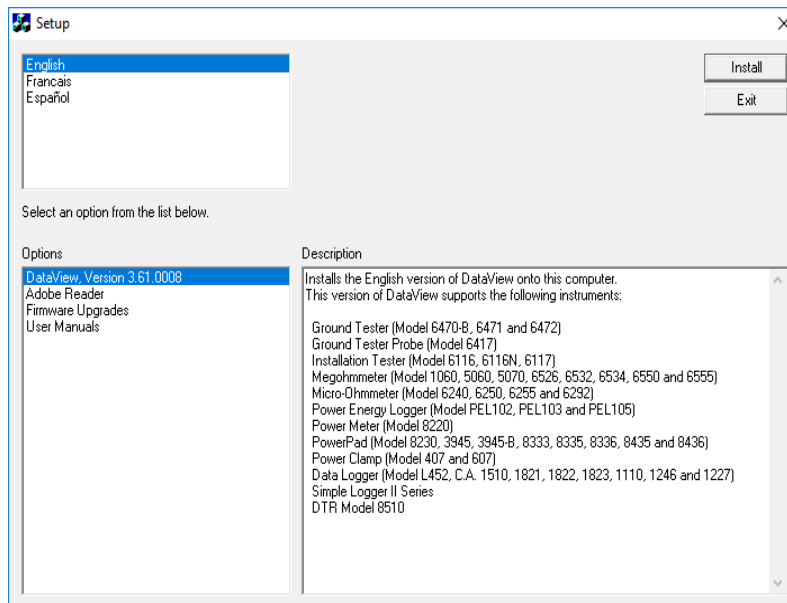 Setup
English
Francais
Español
Install
Exit
Select an option from the list below.
Options
DataView, Version 3.61.0008
Adobe Reader
Firmware Upgrades
User Manuals
Description
Installs the English version of DataView onto this computer.
This version of DataView supports the following instruments:
Ground Tester (Model 6470-B, 6471 and 6472)
Ground Tester Probe (Model 6417)
Installation Tester (Model 6116, 6116N, 6117)
Megohmmeter (Model 1060, 5060, 5070, 6526, 6532, 6534, 6550 and 6555)
Micro-Ohmmeter (Model 6240, 6250, 6255 and 6292)
Power Energy Logger (Model PEL102, PEL103 and PEL105)
Power Meter (Model 8220)
PowerPad (Model 8230, 3945, 3945-B, 8333, 8335, 8336, 8435 and 8436)
Power Clamp (Model 407 and 607)
Data Logger (Model L452, C.A. 1510, 1821, 1822, 1823, 1110, 1246 and 1227)
Simple Logger II Series
DTR Model 8510